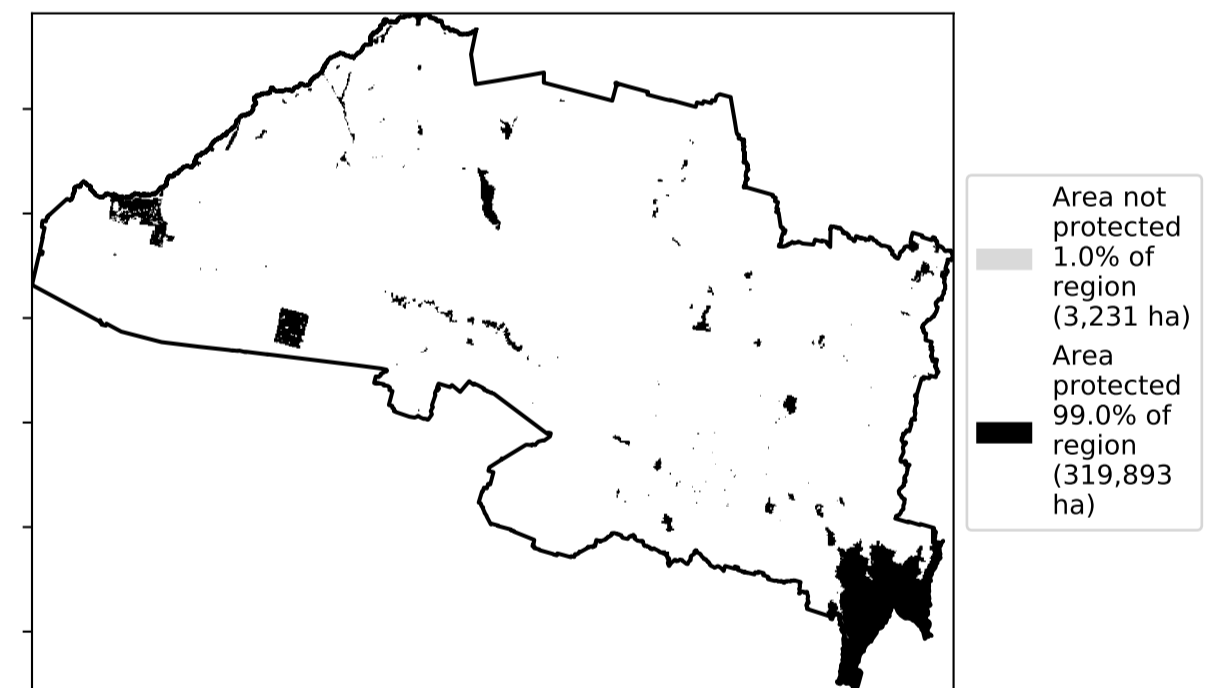 Area not
protected
1.0% of
region
(3,231 ha)
Area
protected
99.0% of
region
(319,893
ha)